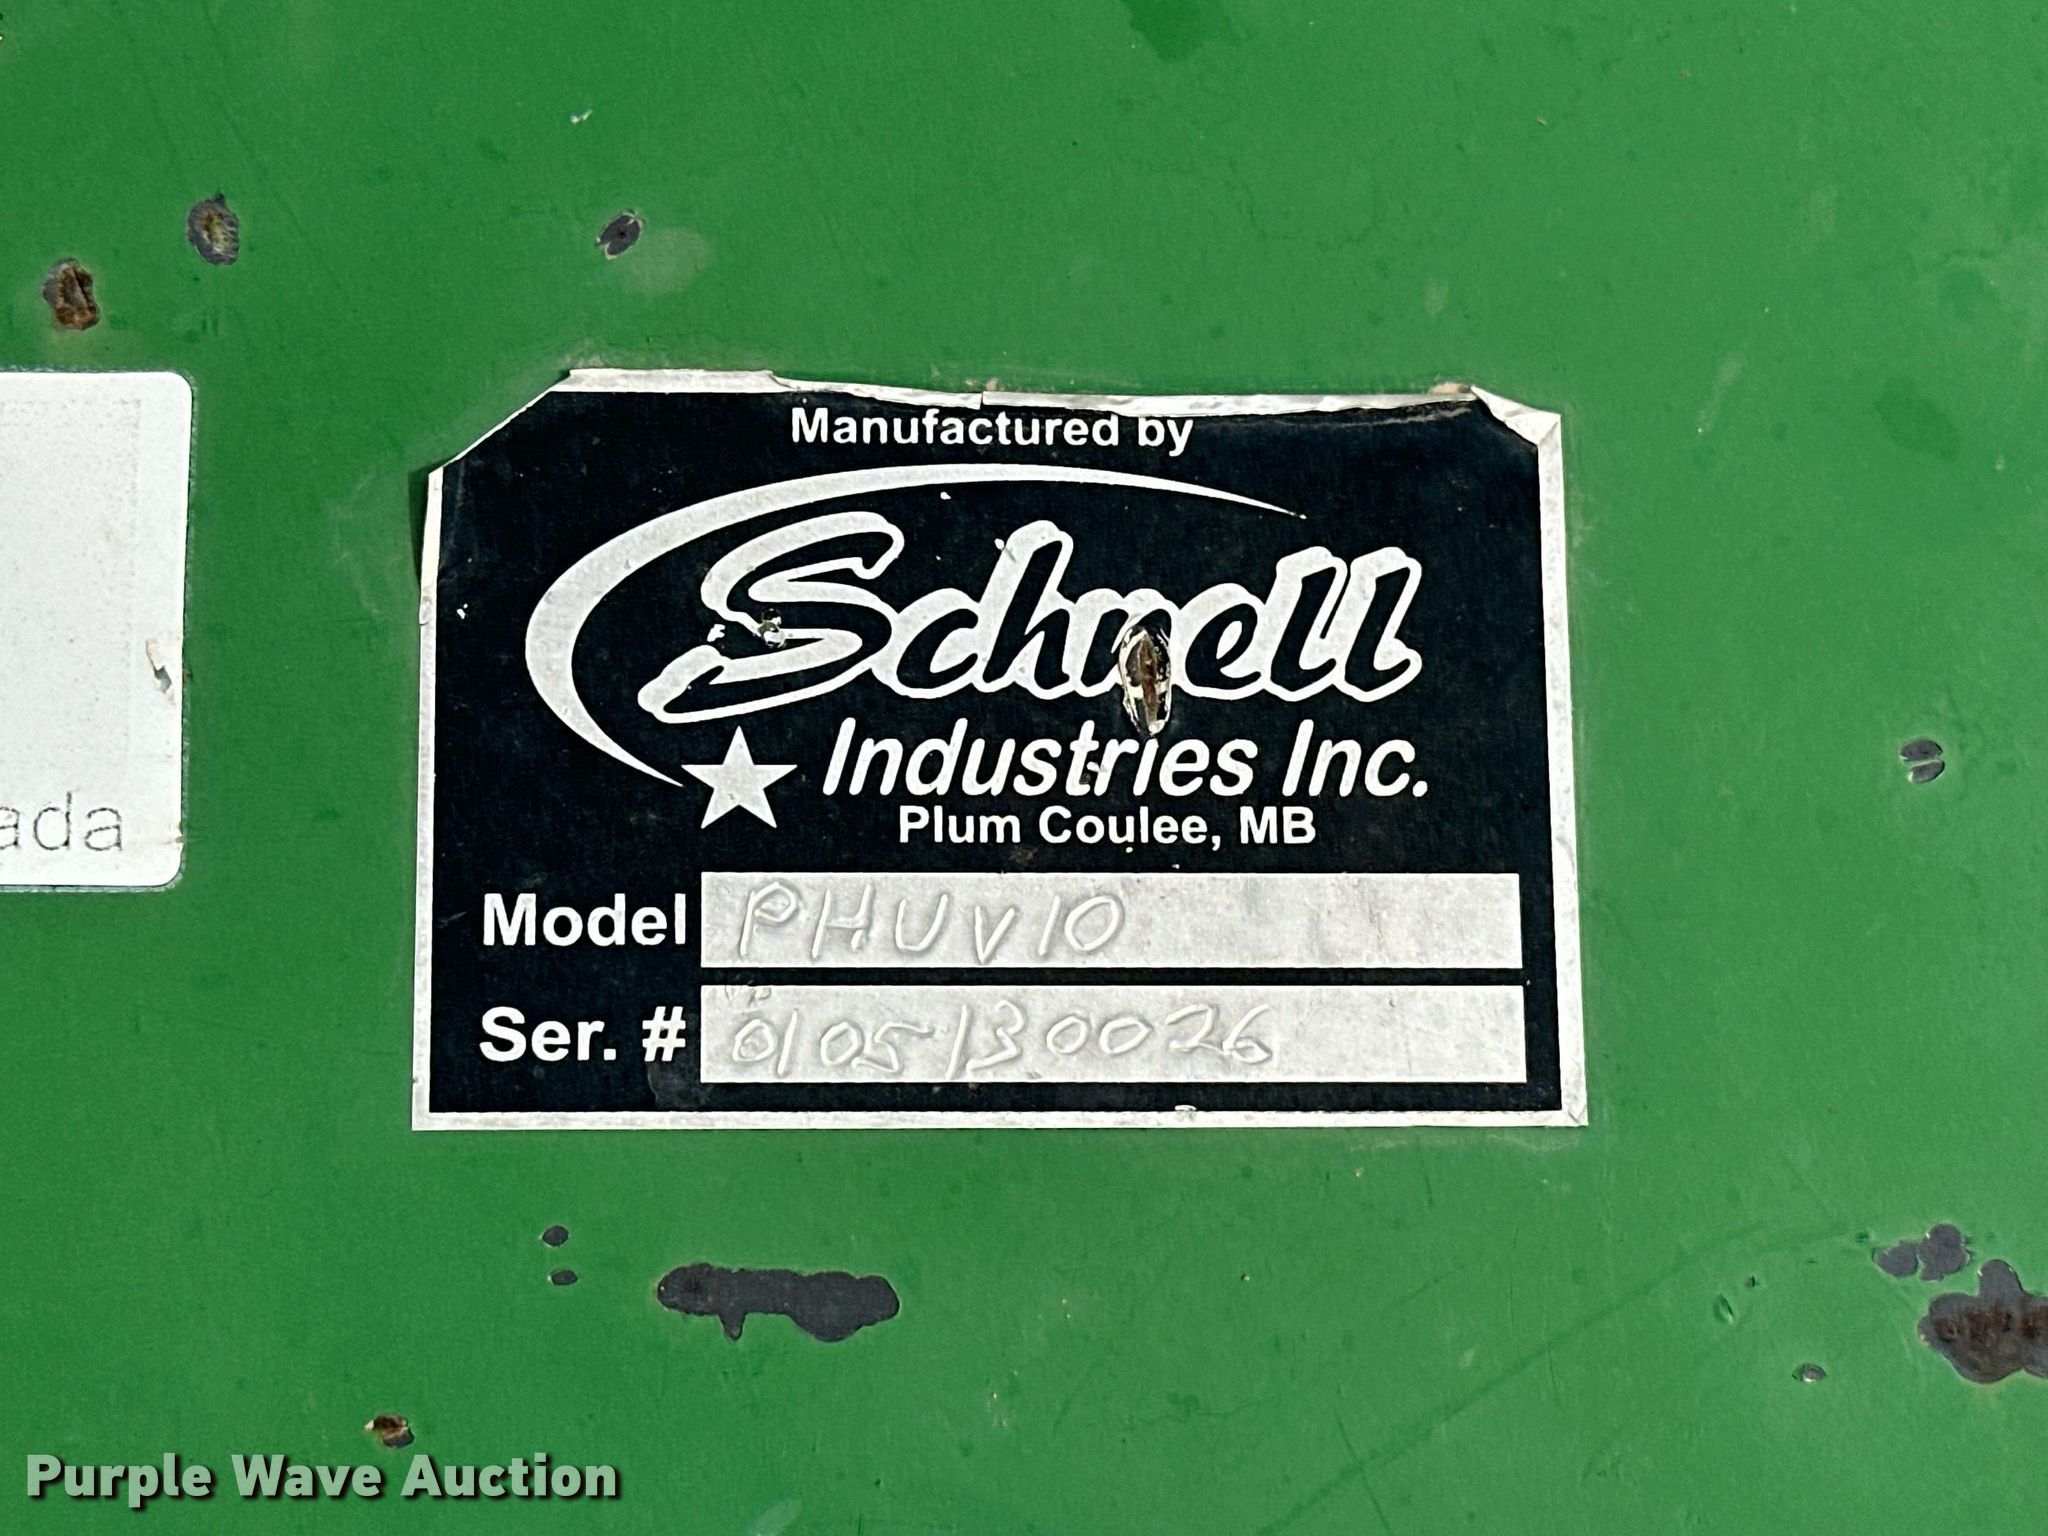 Manufactured by
Schnell
Industries Inc.
Plum Coulee, MB
Model PHUV10
Ser. # 0105130026
ada
Purple Wave Auction